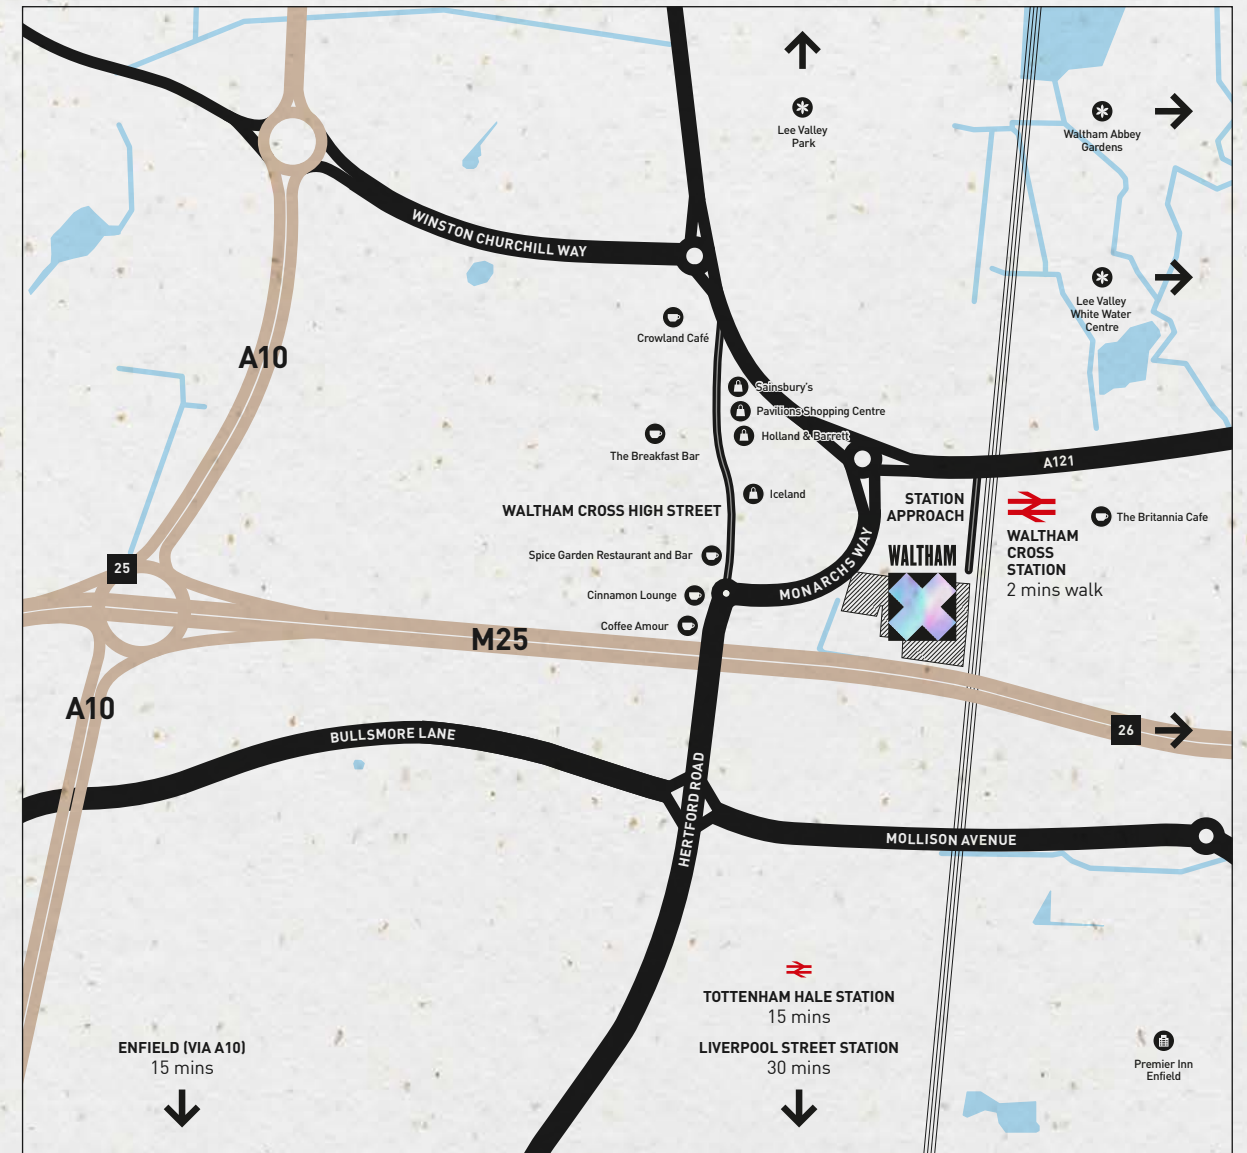 Lee Valley
Park
Waltham Abbey
Gardens
WINSTON CHURCHILL WAY
Lee Valley
White Water
Centre
Crowland Café
A10
Sainsbury's
Pavilions Shopping Centre
Holland & Barrett
The Breakfast Bar
A121
Iceland
STATION
APPROACH
WALTHAM CROSS HIGH STREET
The Britannia Cafe
WALTHAM
CROSS
STATION
2 mins walk
Spice Garden Restaurant and Bar
WALTHAM
MONARCHS WAY
25
Cinnamon Lounge
Coffee Amour
M25
A10
26
BULLSMORE LANE
HERTFORD ROAD
MOLLISON AVENUE
TOTTENHAM HALE STATION
15 mins
LIVERPOOL STREET STATION
30 mins
ENFIELD (VIA A10)
15 mins
Premier Inn
Enfield